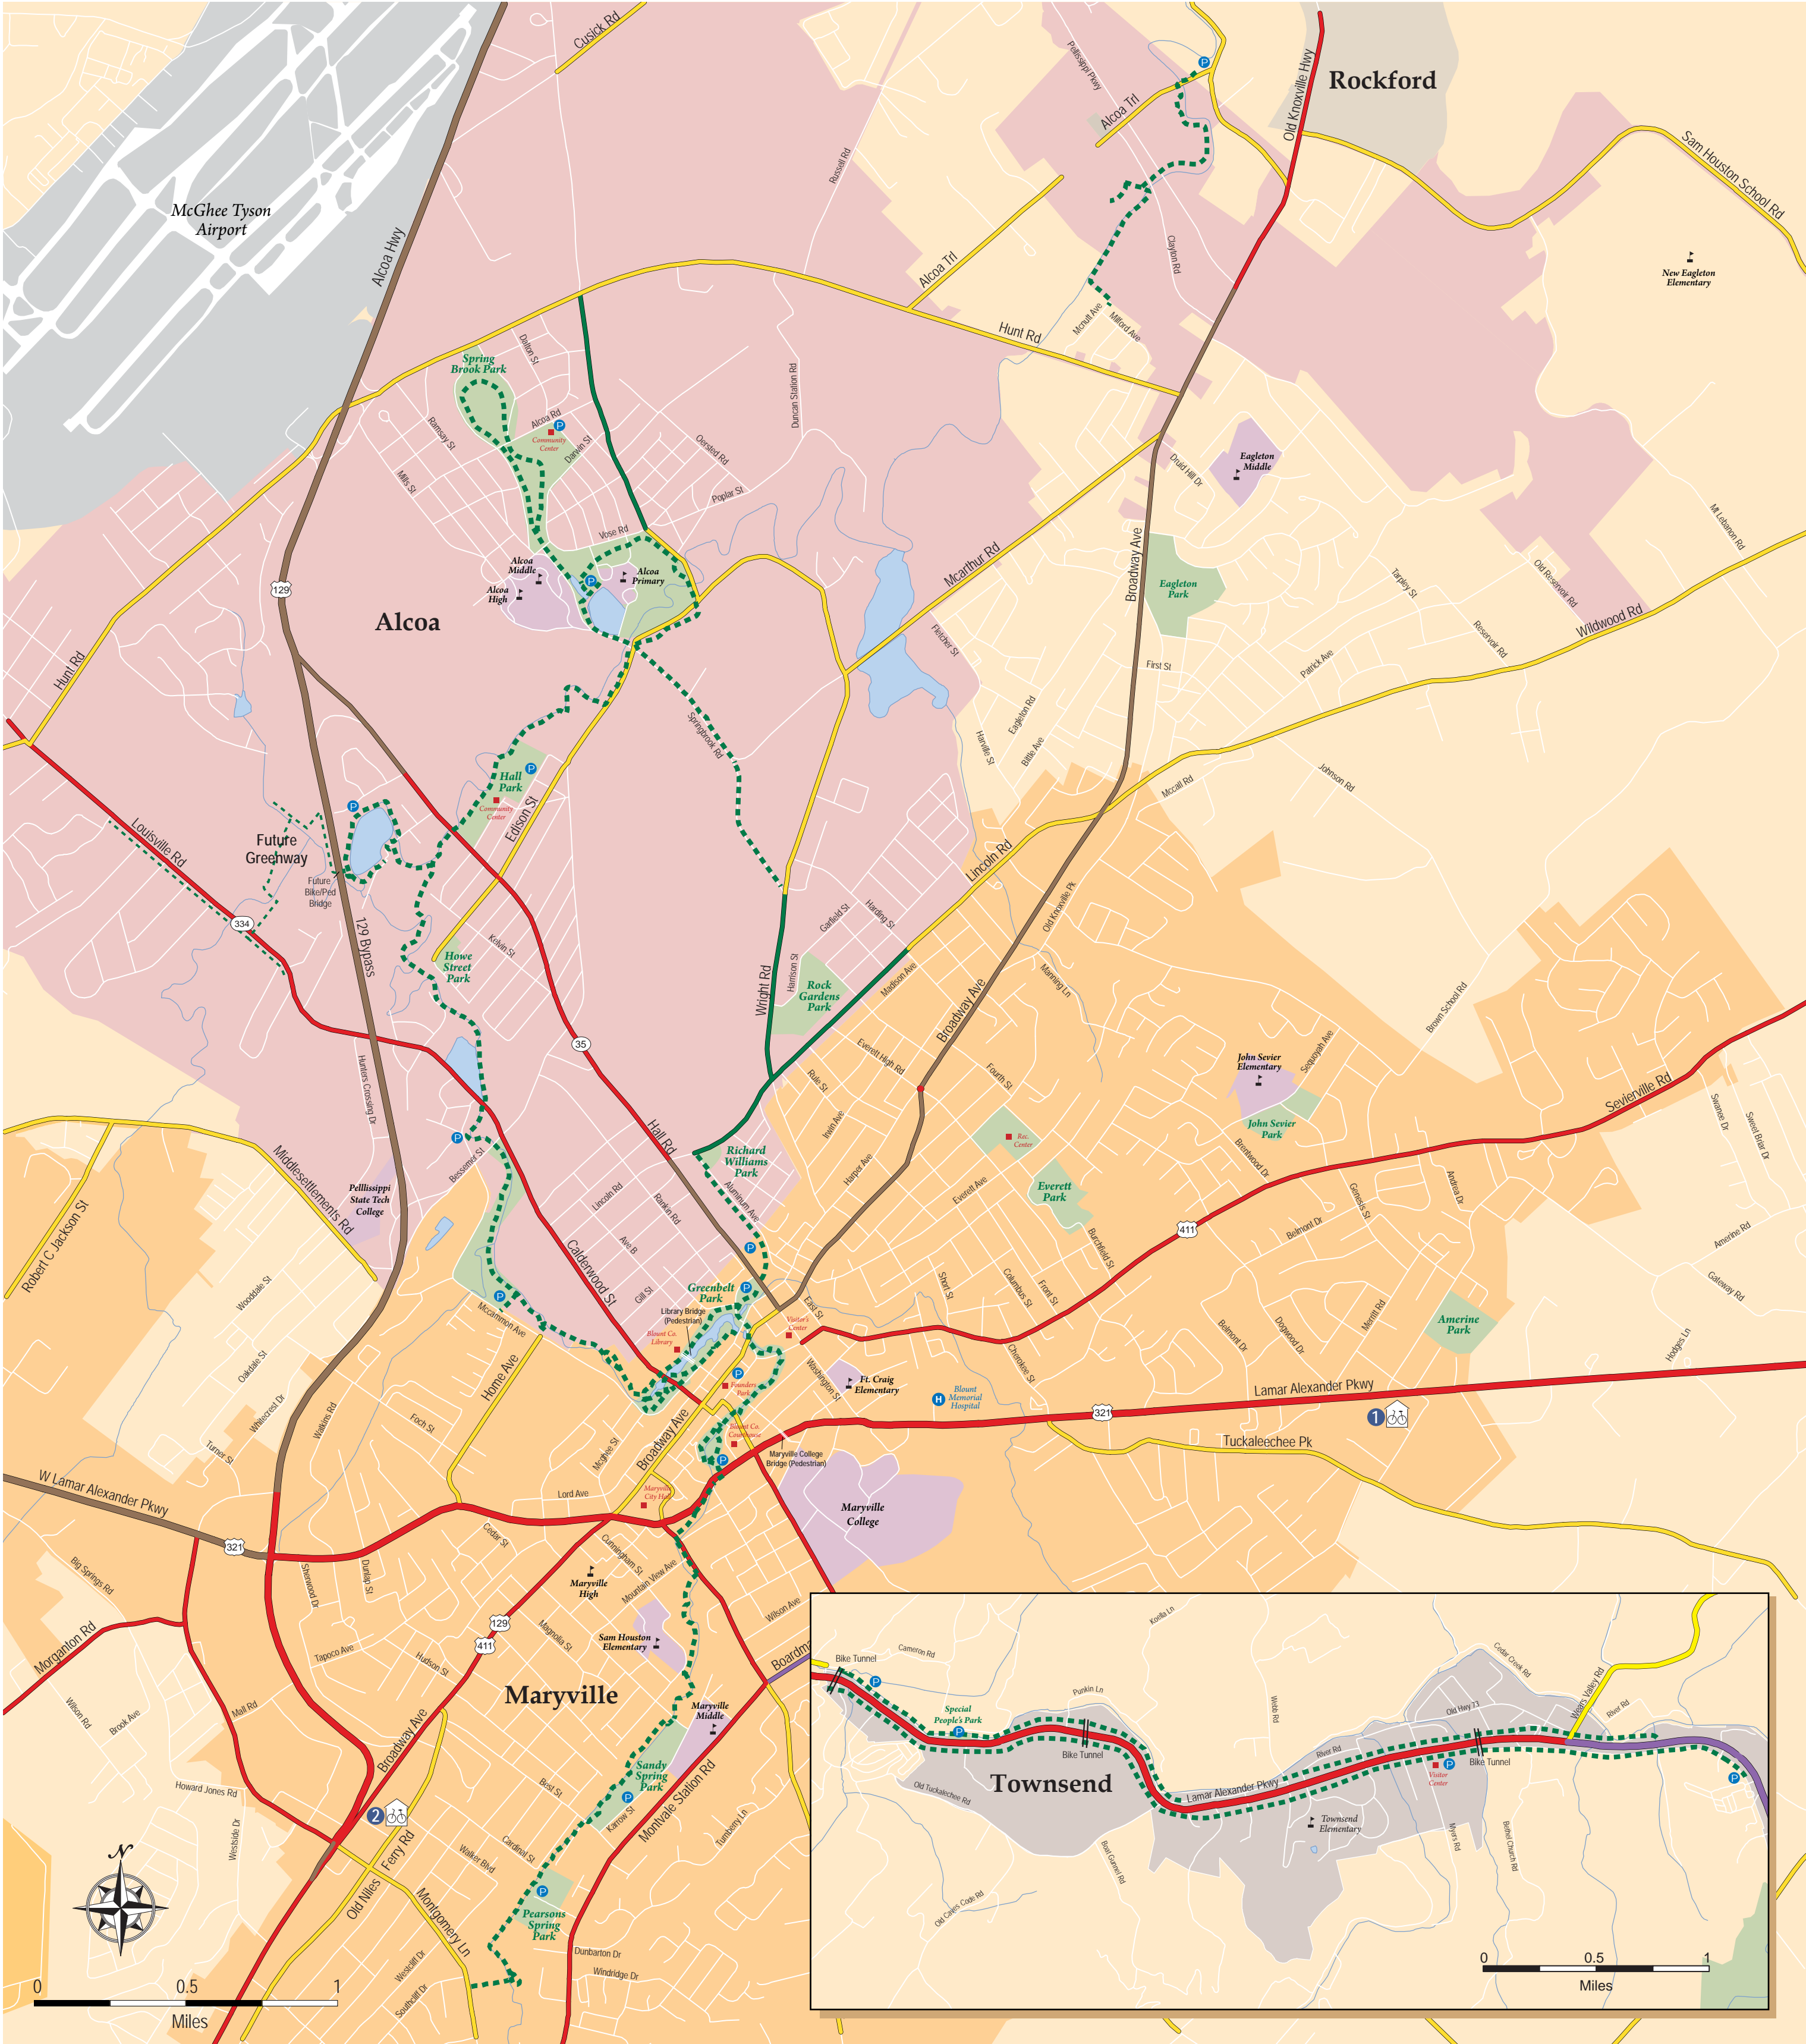 Cusick Rd
Pellissippi Pkwy
P
Old Knoxville Hwy
Rockford
Alcoa Trl
Sam Houston School Rd
Russell Rd
McGhee Tyson
Airport
Alcoa Hwy
Clayton Rd
New Eagleton
Elementary
Alcoa Trl
Mcnutt Ave
Milford Ave
Hunt Rd
Dalton St
Spring
Brook Park
Duncan Station Rd
Alcoa Rd
P
Community
Center
Ramsay St
Darwin St
Oersted Rd
Mills St
Poplar St
Druid Hill Dr
Eagleton
Middle
Mt Lebanon Rd
Vose Rd
Broadway Ave
Alcoa
Middle
Alcoa
Primary
Alcoa
High
P
129
Mcarthur Rd
Eagleton
Park
Tarpley St
Old Reservoir Rd
Wildwood Rd
Alcoa
Fletcher St
Reservoir Rd
Patrick Ave
First St
Hunt Rd
Springbrook Rd
Eagleton Rd
Harville St
Bittle Ave
Hall
Park
P
Community
Center
Edison St
Mccall Rd
Johnson Rd
P
Louisville Rd
Future
Greenway
Future
Bike/Ped
Bridge
Lincoln Rd
334
129 Bypass
Garfield St
Harding St
Old Knoxville Pk
Kelvin St
Howe
Street
Park
Harrison St
Wright Rd
Rock
Gardens
Park
Madison Ave
Manning Ln
Broadway Ave
Brown School Rd
35
Hunters Crossing Dr
Everett High Rd
Fourth St
Rule St
John Sevier
Elementary
Sequoyah Ave
Sevierville Rd
Swanee Dr
Sweet Briar Dr
Irwin Ave
John Sevier
Park
Rec.
Center
P
Hall Rd
Middlesettlements Rd
Bessemer St
Richard
Williams
Park
Harper Ave
Everett Ave
Everett
Park
Brentwood Dr
Andrea Dr
Genesis St
Pelllissippi
State Tech
College
Lincoln Rd
Rankin Rd
Aluminum Ave
Robert C Jackson St
411
Belmont Dr
Amerine Rd
Ave B
P
Burchfield St
Calderwood St
Wooddale St
Gill St
Greenbelt
Park
P
P
Short St
Columbus St
Front St
Gateway Rd
Mccammon Ave
Library Bridge
(Pedestrian)
East St
Visitor's
Center
Blount Co.
Library
Belmont Dr
Dogwood Dr
Merritt Rd
Amerine
Park
Hodges Ln
Oakdale St
Home Ave
Washington St
Cherokee St
Ft. Craig
Elementary
P
Founders
Park
Blount
Memorial
Hospital
H
Lamar Alexander Pkwy
321
1
Whitecrest Dr
Watkins Rd
Foch St
Mcghee St
Broadway Ave
Blount Co.
Courthouse
Tuckaleechee Pk
Turner St
Maryville College
Bridge (Pedestrian)
P
W Lamar Alexander Pkwy
Lord Ave
Maryville
City Hall
Maryville
College
321
Cedar St
Cunningham St
Big Springs Rd
Sherwood Dr
Dunlap St
Maryville
High
Mountain View Ave
Wilson Ave
129
411
Magnolia St
Sam Houston
Elementary
Morganton Rd
Tapoco Ave
Hudson St
Boardma
Maryville
Wilson Rd
Brook Ave
Mall Rd
Maryville
Middle
Broadway Ave
Sandy
Spring
Park
Howard Jones Rd
Best St
P
2
Karrow St
Montvale Station Rd
Westside Dr
Ferry Rd
Cardinal St
Turnberry Ln
Walker Blvd
N
Old Niles
Montgomery Ln
P
Pearsons
Spring
Park
Dunbarton Dr
Westcliff Dr
Windridge Dr
Southcliff Dr
0 0.5 1
Miles
Koella Ln
Cameron Rd
Bike Tunnel
Cedar Creek Rd
P
Punkin Ln
Webb Rd
Wears Valley Rd
Special
People's Park
P
Old Hwy 73
River Rd
Bike Tunnel
River Rd
Bike Tunnel
Townsend
Lamar Alexander Pkwy
P
Visitor
Center
P
Old Tuckaleechee Rd
Townsend
Elementary
Myers Rd
Bethel Church Rd
Boat Gunnel Rd
Old Cades Code Rd
0 0.5 1
Miles